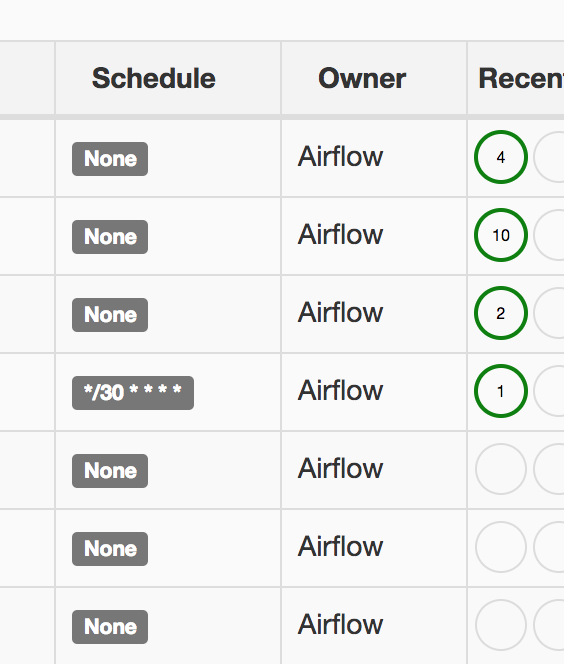 Schedule Owner Recen
None Airflow 4
None Airflow 10
None Airflow 2
*/30 * * * * Airflow 1
None Airflow
None Airflow
None Airflow